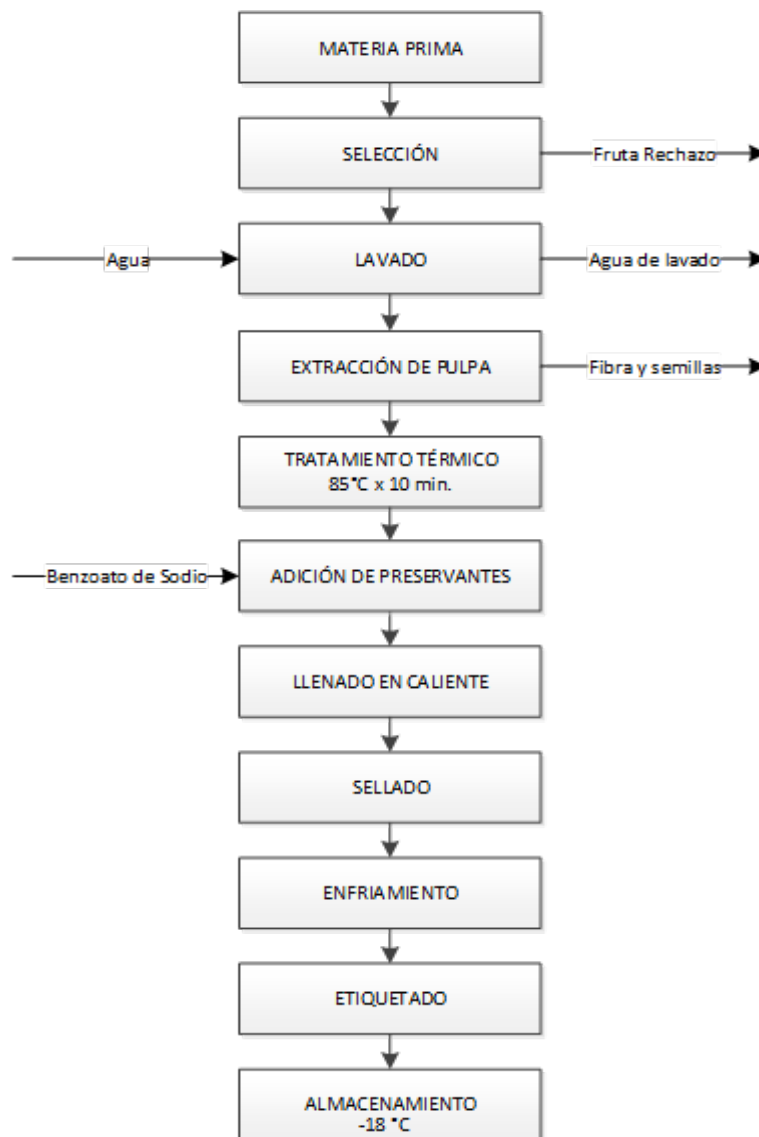 MATERIA PRIMA
SELECCIÓN
Fruta Rechazo
Agua
LAVADO
Agua de lavado
EXTRACCIÓN DE PULPA
Fibra y semillas
TRATAMIENTO TÉRMICO
85°C x 10 min.
Benzoato de Sodio
ADICIÓN DE PRESERVANTES
LLENADO EN CALIENTE
SELLADO
ENFRIAMIENTO
ETIQUETADO
ALMACENAMIENTO
-18 °C